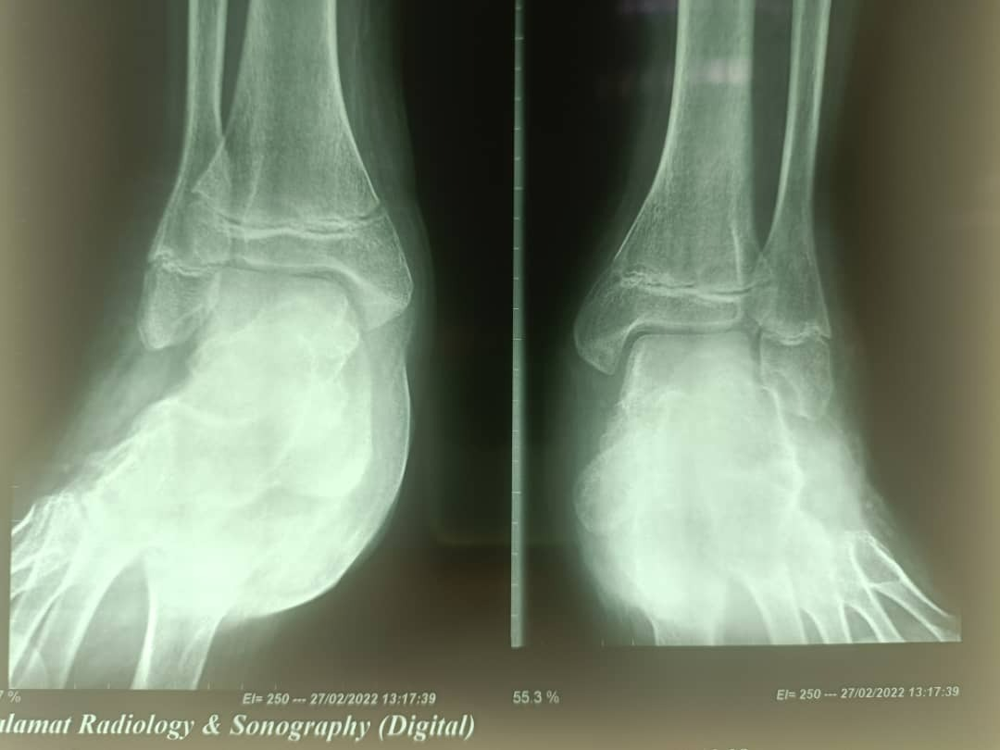 %
EI= 250 --- 27/02/2022 13:17:39
55.3 %
EI= 250 --- 27/02/2022 13:17:39
alamat Radiology & Sonography (Digital)